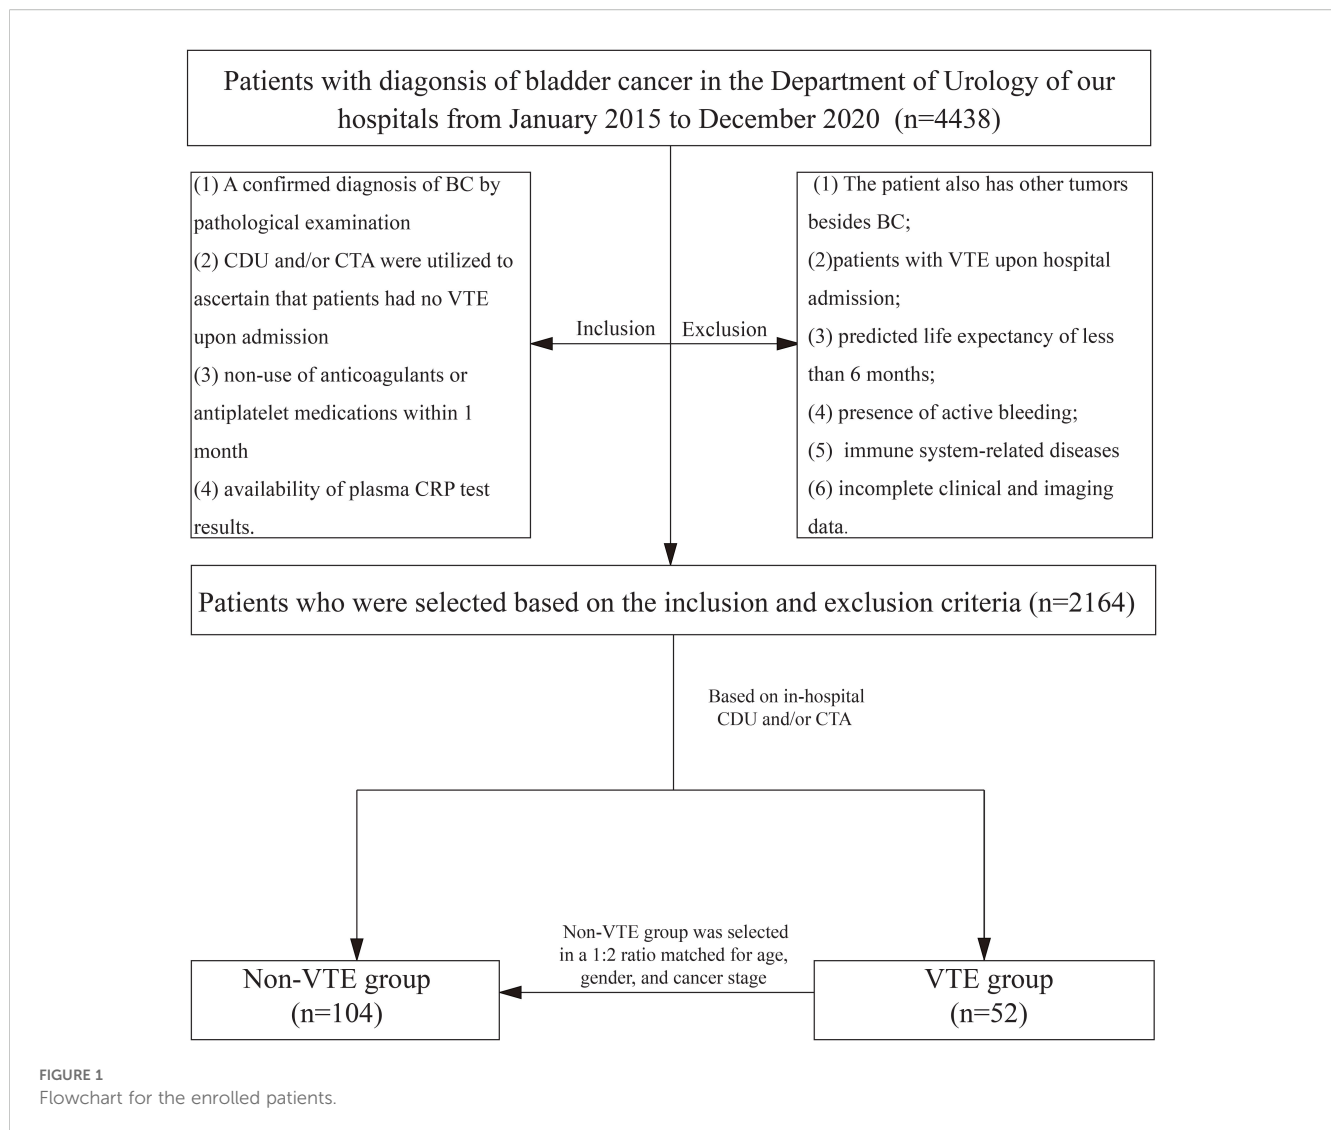 Patients with diagonsis of bladder cancer in the Department of Urology of our
hospitals from January 2015 to December 2020 (n=4438)
(1) A confirmed diagnosis of BC by
pathological examination
(2) CDU and/or CTA were utilized to
ascertain that patients had no VTE
upon admission
(3) non-use of anticoagulants or
antiplatelet medications within 1
month
(4) availability of plasma CRP test
results.
Inclusion
Exclusion
(1) The patient also has other tumors
besides BC;
(2)patients with VTE upon hospital
admission;
(3) predicted life expectancy of less
than 6 months;
(4) presence of active bleeding;
(5) immune system-related diseases
(6) incomplete clinical and imaging
data.
Patients who were selected based on the inclusion and exclusion criteria (n=2164)
Based on in-hospital
CDU and/or CTA
Non-VTE group
(n=104)
Non-VTE group was selected
in a 1:2 ratio matched for age,
gender, and cancer stage
VTE group
(n=52)
FIGURE 1
Flowchart for the enrolled patients.